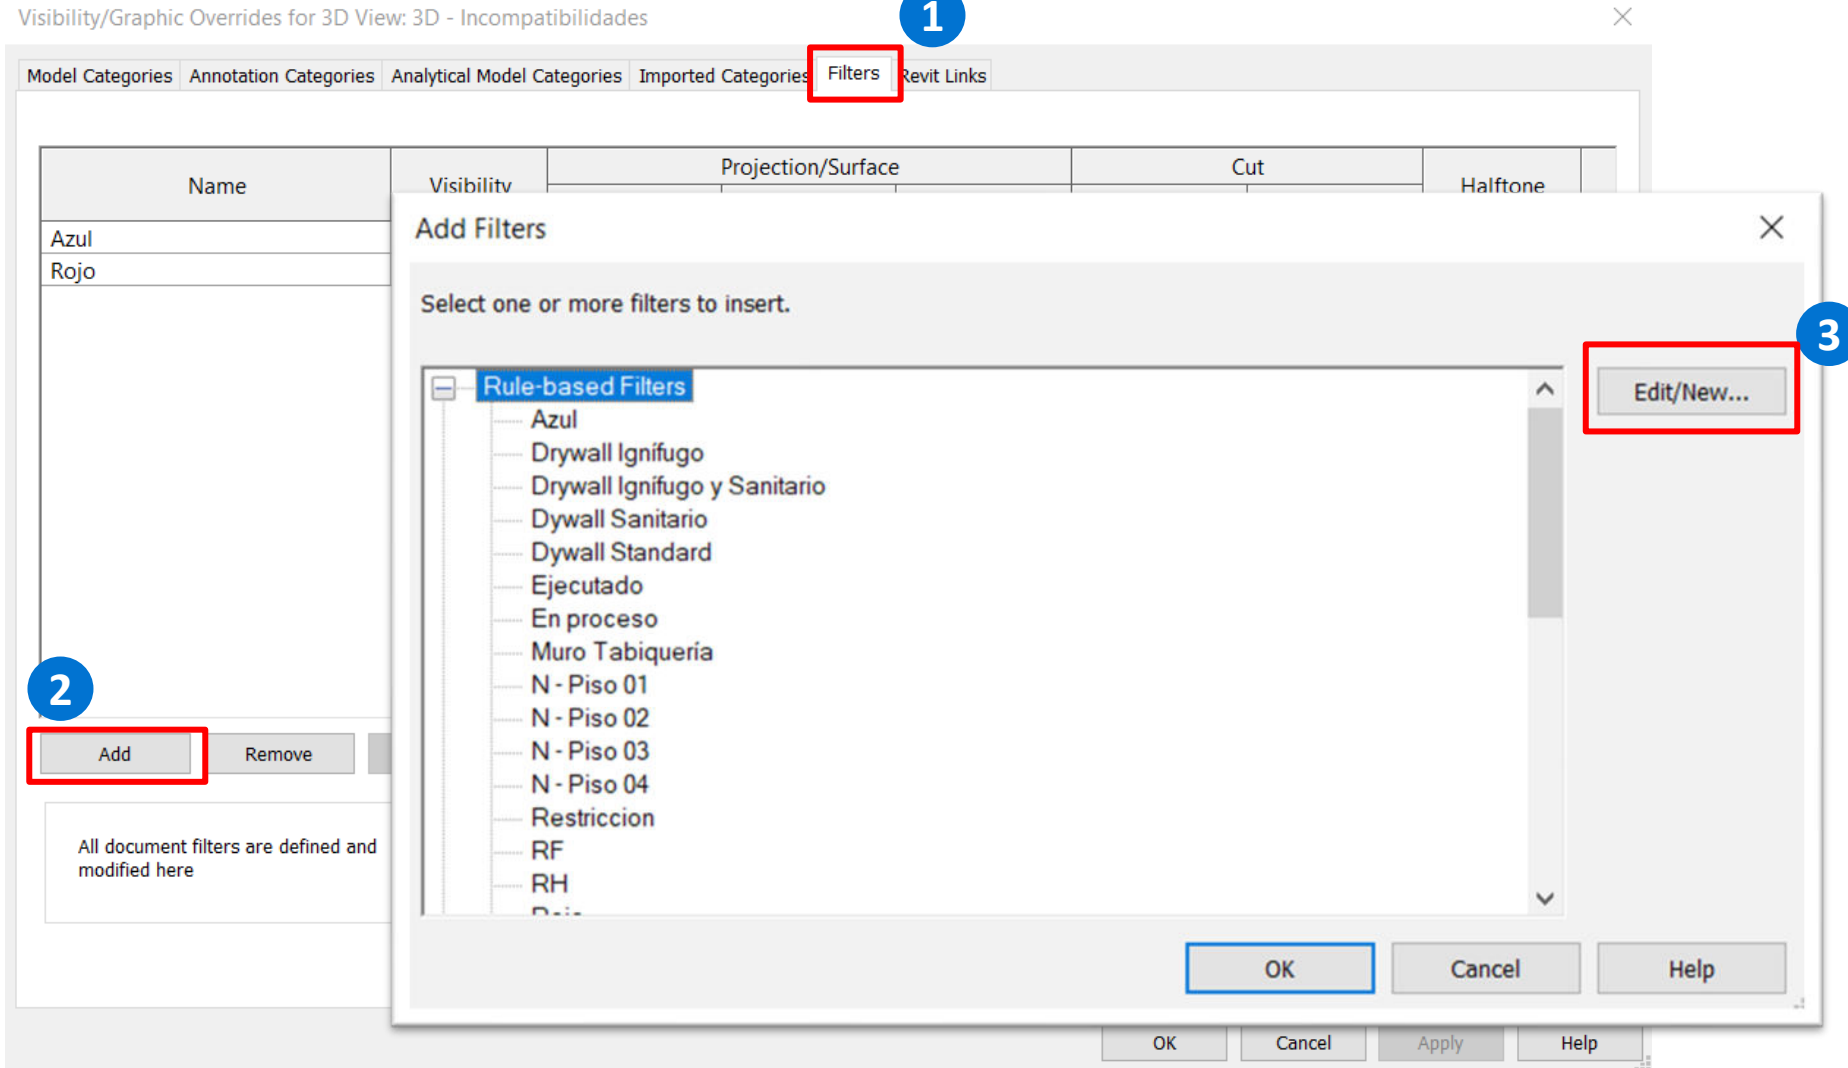 Visibility/Graphic Overrides for 3D View: 3D - Incompatibilidades
1
Model Categories Annotation Categories Analytical Model Categories Imported Categories Filters Revit Links
Name Visibility Projection/Surface Cut Halftone
Azul
Rojo
2
Add Remove
All document filters are defined and
modified here
Add Filters
Select one or more filters to insert.
3
Edit/New...
Rule-based Filters
Azul
Drywall Ignífugo
Drywall Ignífugo y Sanitario
Dywall Sanitario
Dywall Standard
Ejecutado
En proceso
Muro Tabiquería
N - Piso 01
N - Piso 02
N - Piso 03
N - Piso 04
Restriccion
RF
RH
OK Cancel Help
OK Cancel Apply Help